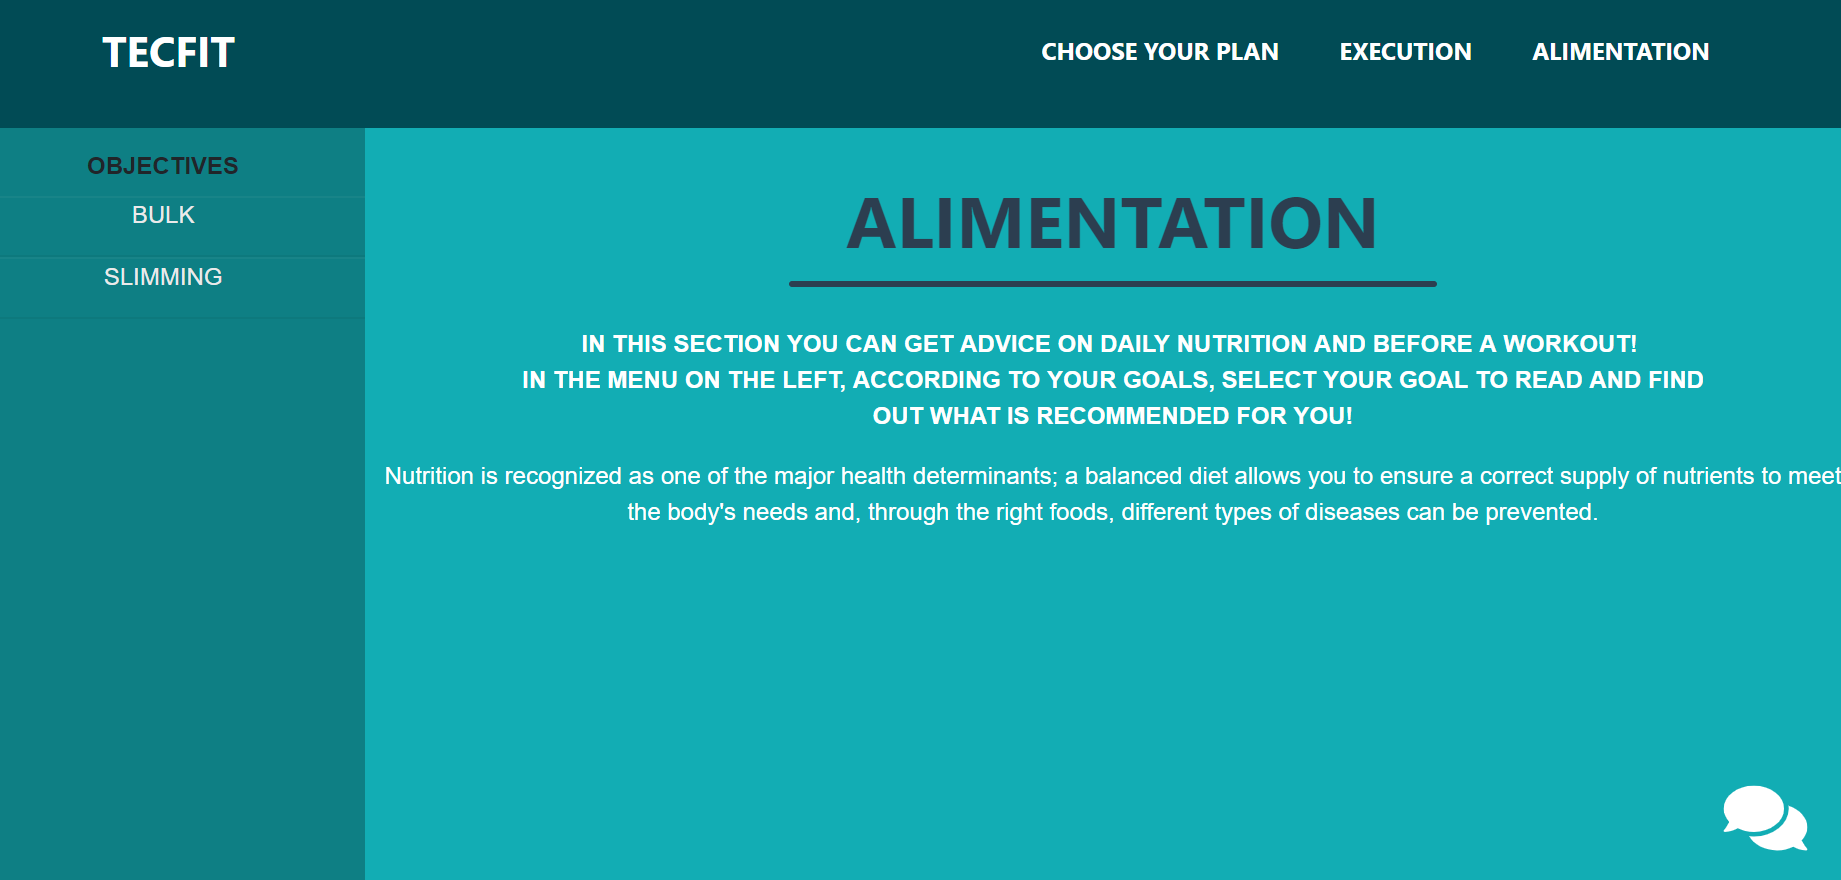 TECFIT
CHOOSE YOUR PLAN
EXECUTION
ALIMENTATION
OBJECTIVES
BULK
SLIMMING
ALIMENTATION
IN THIS SECTION YOU CAN GET ADVICE ON DAILY NUTRITION AND BEFORE A WORKOUT!
IN THE MENU ON THE LEFT, ACCORDING TO YOUR GOALS, SELECT YOUR GOAL TO READ AND FIND
OUT WHAT IS RECOMMENDED FOR YOU!
Nutrition is recognized as one of the major health determinants; a balanced diet allows you to ensure a correct supply of nutrients to meet
the body's needs and, through the right foods, different types of diseases can be prevented.